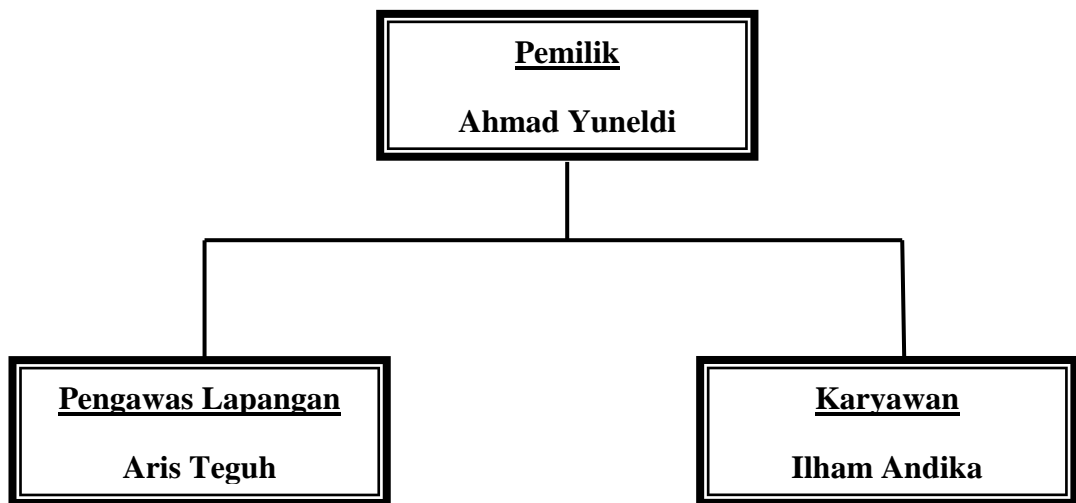 Pemilik
Ahmad Yuneldi
Pengawas Lapangan
Aris Teguh
Karyawan
Ilham Andika